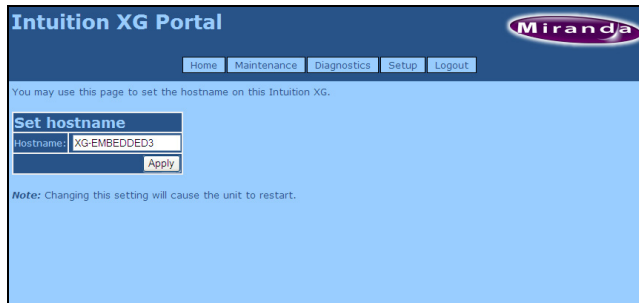 Intuition XG Portal
Miranda
Home Maintenance Diagnostics Setup Logout
You may use this page to set the hostname on this Intuition XG.
Set hostname
Hostname: XG-EMBEDDED3
Apply
Note: Changing this setting will cause the unit to restart.